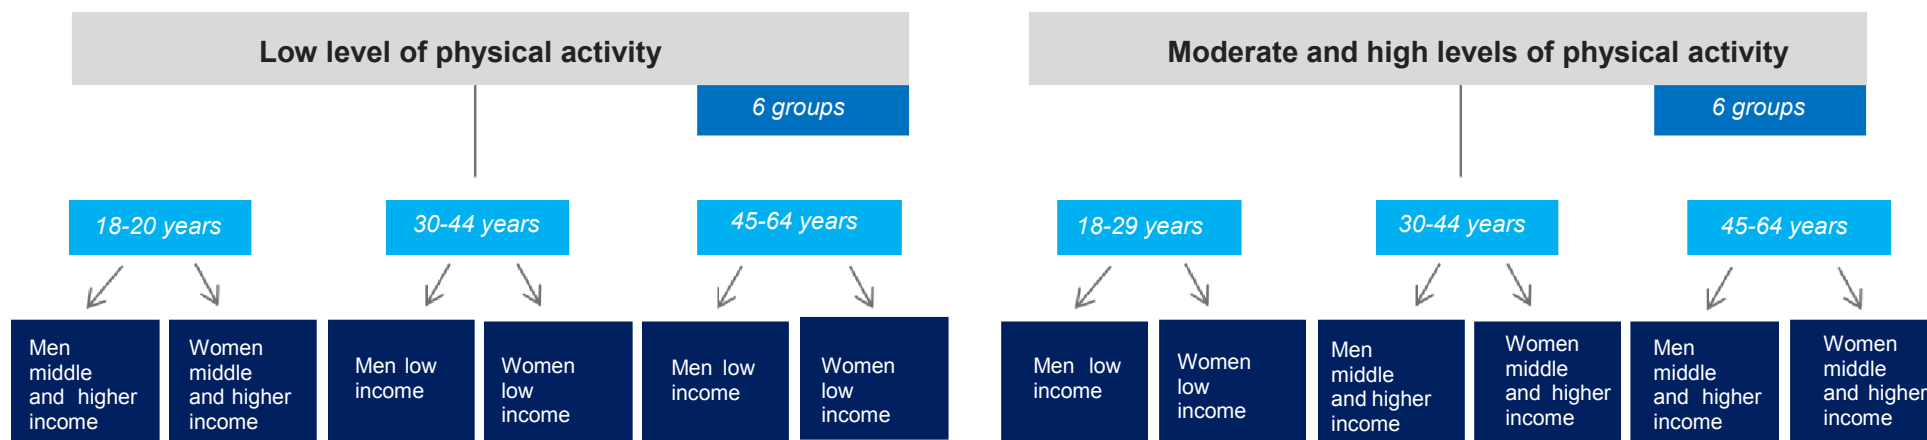 Low level of physical activity
6 groups
18-20 years
30-44 years
45-64 years
Men
middle
and higher
income
Women
middle
and higher
income
Men low
income
Women
low
income
Men low
income
Women
low
income
Moderate and high levels of physical activity
6 groups
18-29 years
30-44 years
45-64 years
Men low
income
Women
low
income
Men
middle
and higher
income
Women
middle
and higher
income
Men
middle
and higher
income
Women
middle
and higher
income